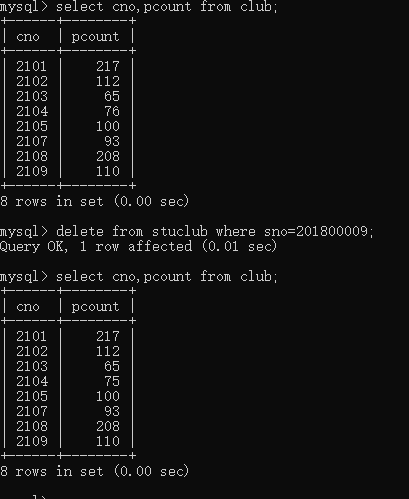 mysql> select cno,pcount from club;
+------+--------+
| cno  | pcount |
+------+--------+
| 2101 |    217 |
| 2102 |    112 |
| 2103 |     65 |
| 2104 |     76 |
| 2105 |    100 |
| 2107 |     93 |
| 2108 |    208 |
| 2109 |    110 |
+------+--------+
8 rows in set (0.00 sec)
mysql> delete from stuclub where sno=201800009;
Query OK, 1 row affected (0.01 sec)
mysql> select cno,pcount from club;
+------+--------+
| cno  | pcount |
+------+--------+
| 2101 |    217 |
| 2102 |    112 |
| 2103 |     65 |
| 2104 |     75 |
| 2105 |    100 |
| 2107 |     93 |
| 2108 |    208 |
| 2109 |    110 |
+------+--------+
8 rows in set (0.00 sec)